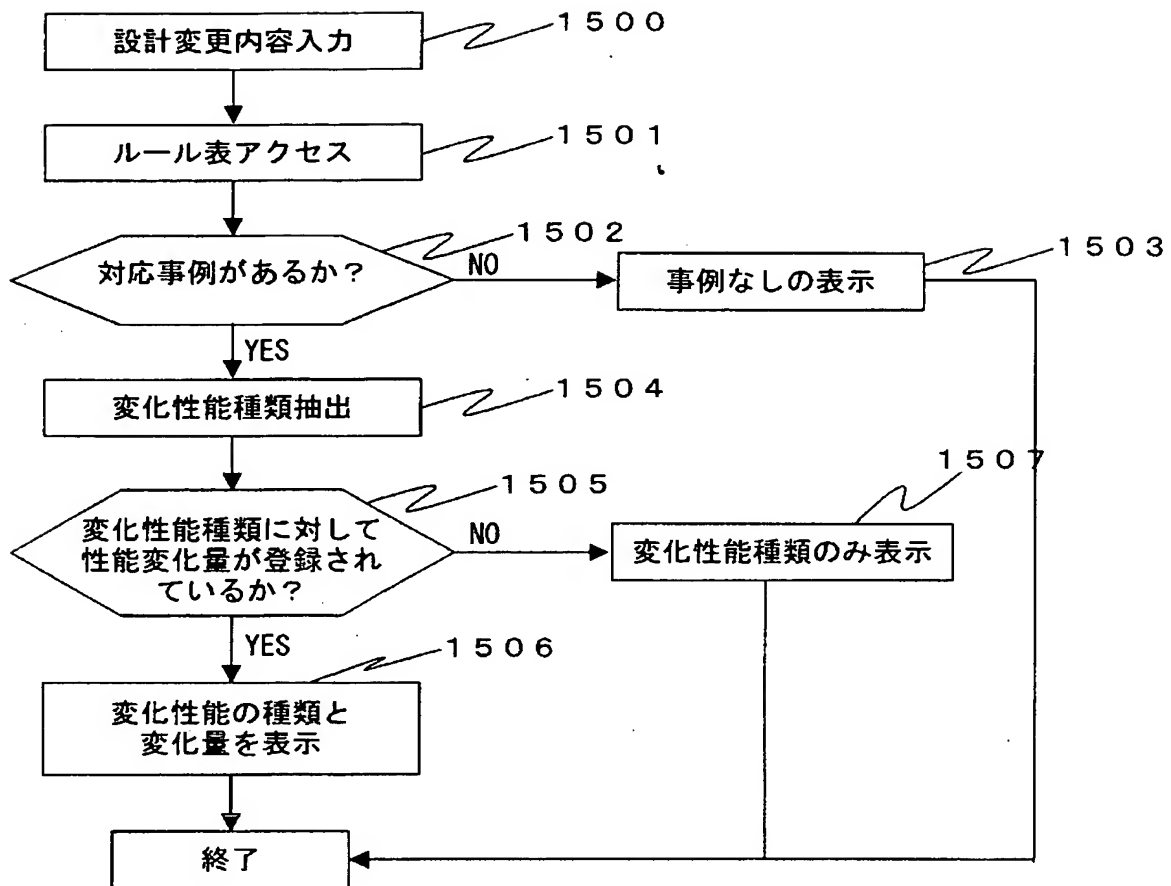 設計変更内容入力
１５００
ルール表アクセス
１５０１
対応事例があるか？
１５０２
NO
事例なしの表示
１５０３
YES
変化性能種類抽出
１５０４
変化性能種類に対して
性能変化量が登録され
ているか？
１５０５
NO
変化性能種類のみ表示
１５０７
YES
変化性能の種類と
変化量を表示
１５０６
終了